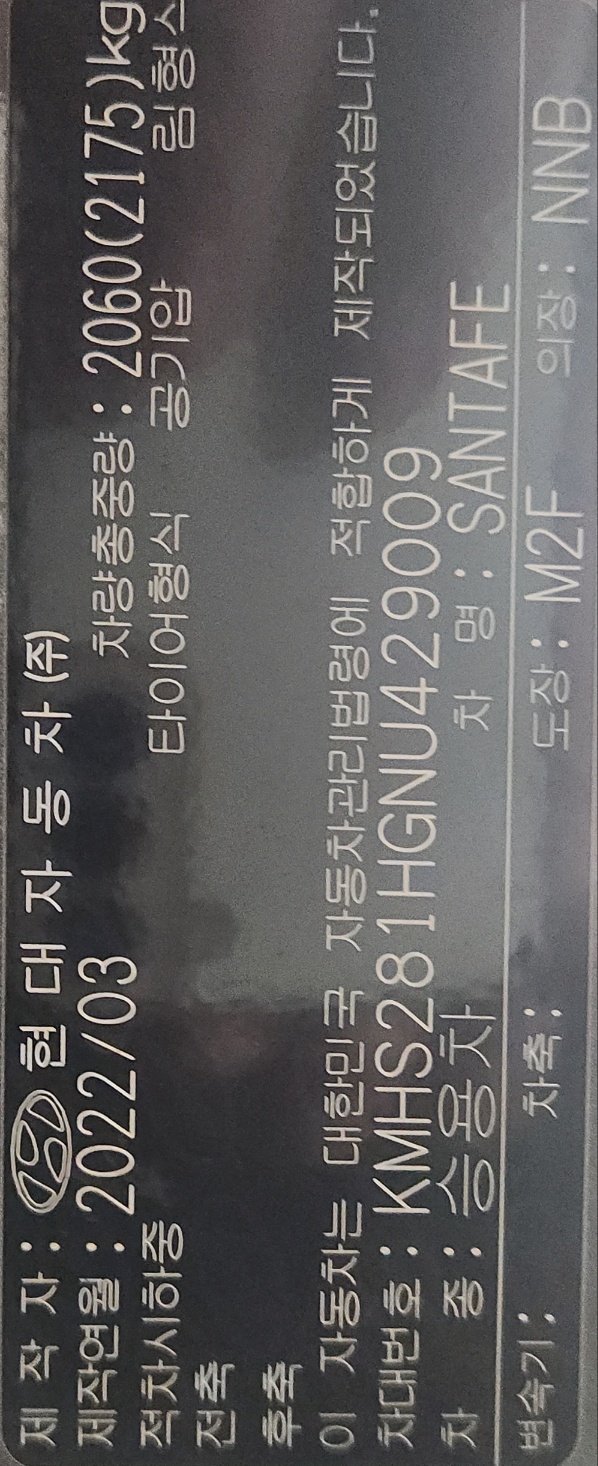 제 작 자 : 현 대 자 동 차 (주)
제작연월 : 2022/03 차량총중량 : 2060(2175)kg
적차시하중 타이어형식 공기압 림형식
전축
후축
이 자동차는 대한민국 자동차관리법령에 적합하게 제작되었습니다.
차대번호 : KMHS281HGNU429009
차 종 : 승용차 차 명 : SANTAFE
변속기: 차축: 도장: M2F 의장: NNB